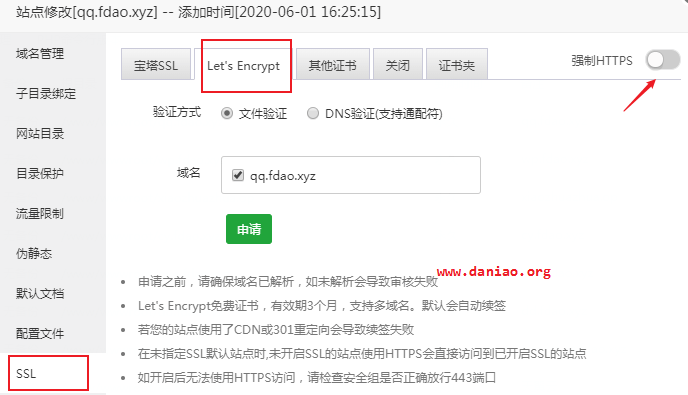 站点修改[qq.fdao.xyz] -- 添加时间[2020-06-01 16:25:15]
域名管理
子目录绑定
网站目录
目录保护
流量限制
伪静态
默认文档
配置文件
SSL
宝塔SSL
Let's Encrypt
其他证书
关闭
证书夹
强制HTTPS
验证方式
文件验证
DNS验证(支持通配符)
域名
qq.fdao.xyz
申请
www.daniao.org
申请之前，请确保域名已解析，如未解析会导致审核失败
Let's Encrypt免费证书，有效期3个月，支持多域名。默认会自动续签
若您的站点使用了CDN或301重定向会导致续签失败
在未指定SSL默认站点时,未开启SSL的站点使用HTTPS会直接访问到已开启SSL的站点
如开启后无法使用HTTPS访问，请检查安全组是否正确放行443端口